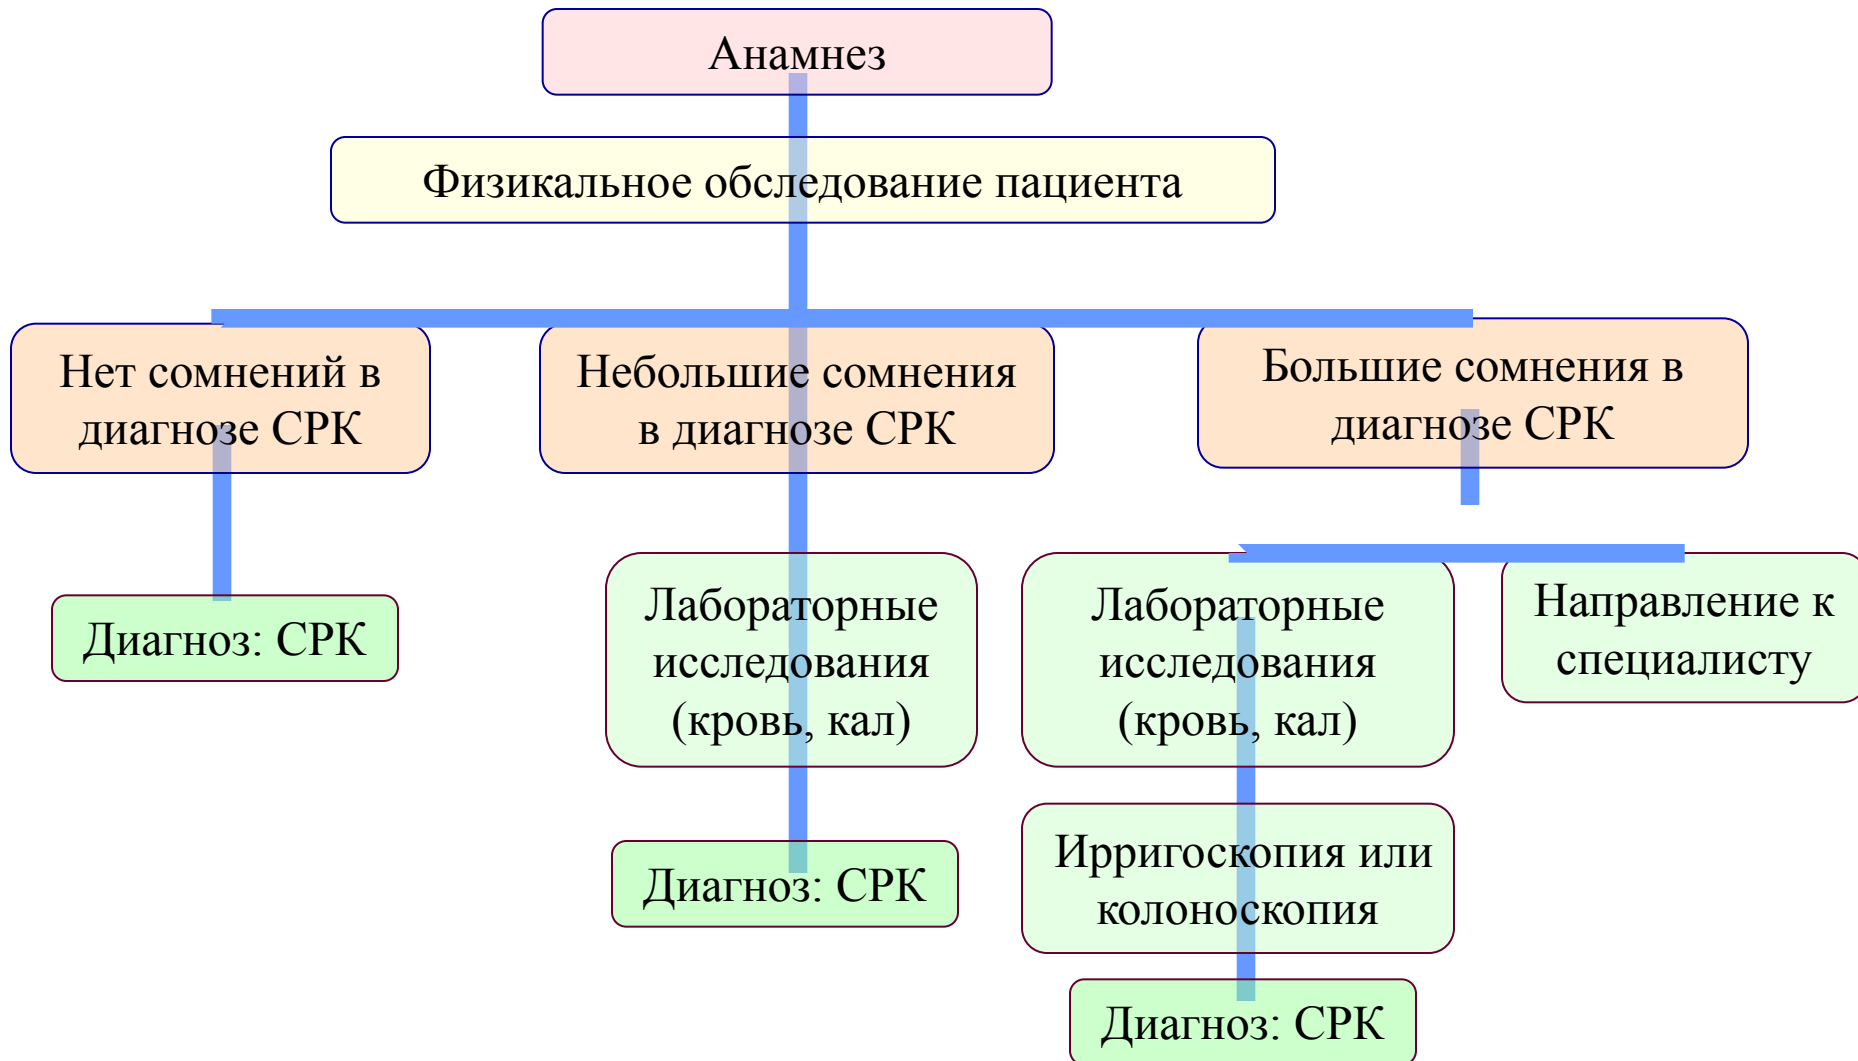 Анамнез
Физикальное обследование пациента
Нет сомнений в
диагнозе СРК
Небольшие сомнения
в диагнозе СРК
Большие сомнения в
диагнозе СРК
Диагноз: СРК
Лабораторные
исследования
(кровь, кал)
Диагноз: СРК
Лабораторные
исследования
(кровь, кал)
Ирригоскопия или
колоноскопия
Диагноз: СРК
Направление к
специалисту